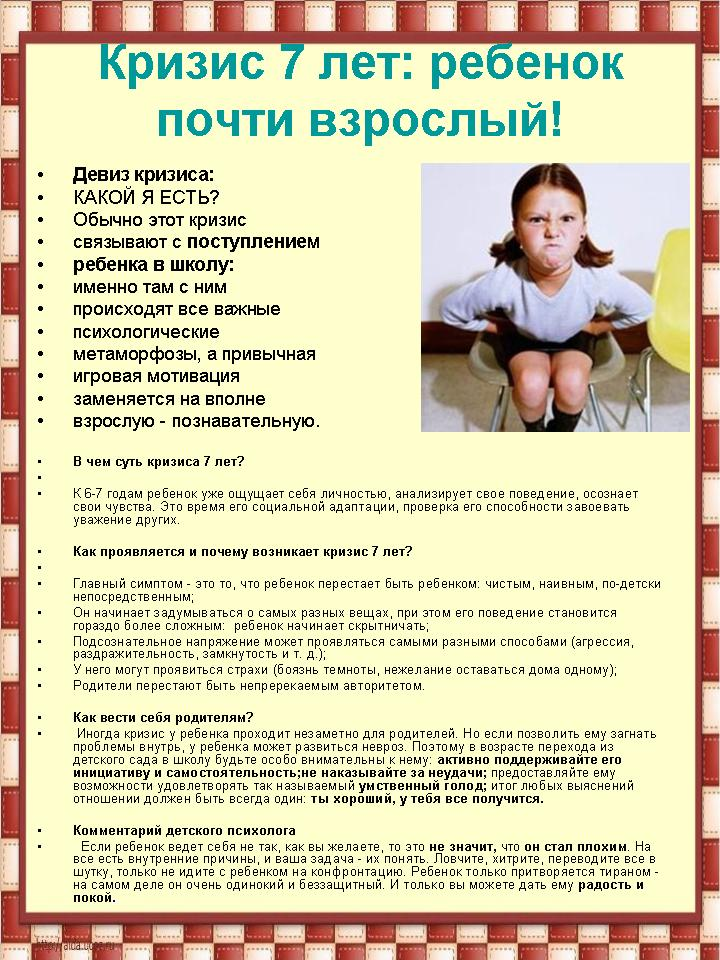 Кризис 7 лет: ребенок
почти взрослый!
• Девиз кризиса:
• КАКОЙ Я ЕСТЬ?
• Обычно этот кризис
• связывают с поступлением
• ребенка в школу:
• именно там с ним
• происходят все важные
• психологические
• метаморфозы, а привычная
• игровая мотивация
• заменяется на вполне
• взрослую - познавательную.
• В чем суть кризиса 7 лет?
•
• К 6-7 годам ребенок уже ощущает себя личностью, анализирует свое поведение, осознает
свои чувства. Это время его социальной адаптации, проверка его способности завоевать
уважение других.
• Как проявляется и почему возникает кризис 7 лет?
•
• Главный симптом - это то, что ребенок перестает быть ребенком: чистым, наивным, по-детски
непосредственным;
• Он начинает задумываться о самых разных вещах, при этом его поведение становится
гораздо более сложным: ребенок начинает скрытничать;
• Подсознательное напряжение может проявляться самыми разными способами (агрессия,
раздражительность, замкнутость и т. д.);
• У него могут проявиться страхи (боязнь темноты, нежелание оставаться дома одному);
• Родители перестают быть непререкаемым авторитетом.
• Как вести себя родителям?
• Иногда кризис у ребенка проходит незаметно для родителей. Но если позволить ему загнать
проблемы внутрь, у ребенка может развиться невроз. Поэтому в возрасте перехода из
детского сада в школу будьте особо внимательны к нему: активно поддерживайте его
инициативу и самостоятельность;не наказывайте за неудачи; предоставляйте ему
возможности удовлетворять так называемый умственный голод; итог любых выяснений
отношений должен быть всегда один: ты хороший, у тебя все получится.
• Комментарий детского психолога
• Если ребенок ведет себя не так, как вы желаете, то это не значит, что он стал плохим. На
все есть внутренние причины, и ваша задача - их понять. Ловчите, хитрите, переводите все в
шутку, только не идите с ребенком на конфронтацию. Ребенок только притворяется тираном -
на самом деле он очень одинокий и беззащитный. И только вы можете дать ему радость и
покой.